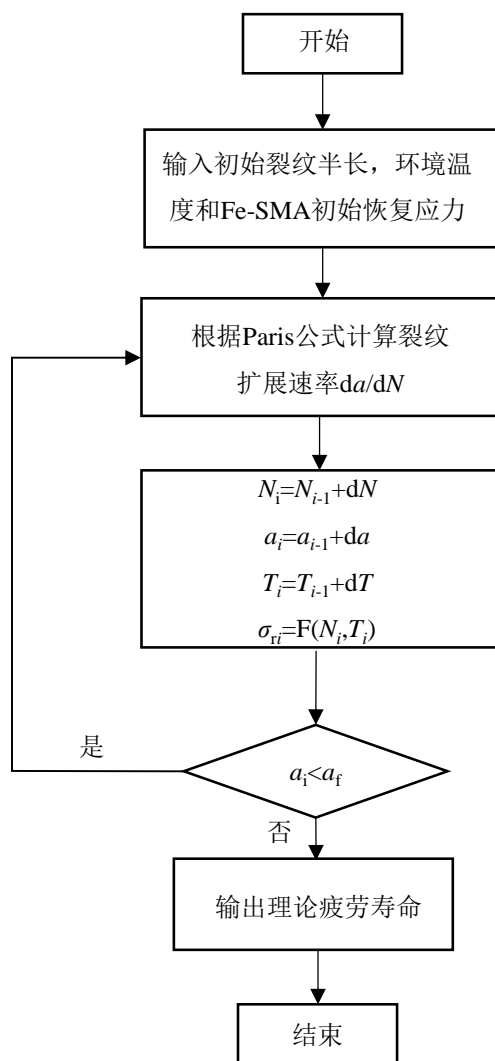 开始
输入初始裂纹半长，环境温
度和Fe-SMA初始恢复应力
根据Paris公式计算裂纹
扩展速率da/dN
Nᵢ=Nᵢ₋₁+dN
aᵢ=aᵢ₋₁+da
Tᵢ=Tᵢ₋₁+dT
σᵣᵢ=F(Nᵢ,Tᵢ)
是
aᵢ<a_f
否
输出理论疲劳寿命
结束